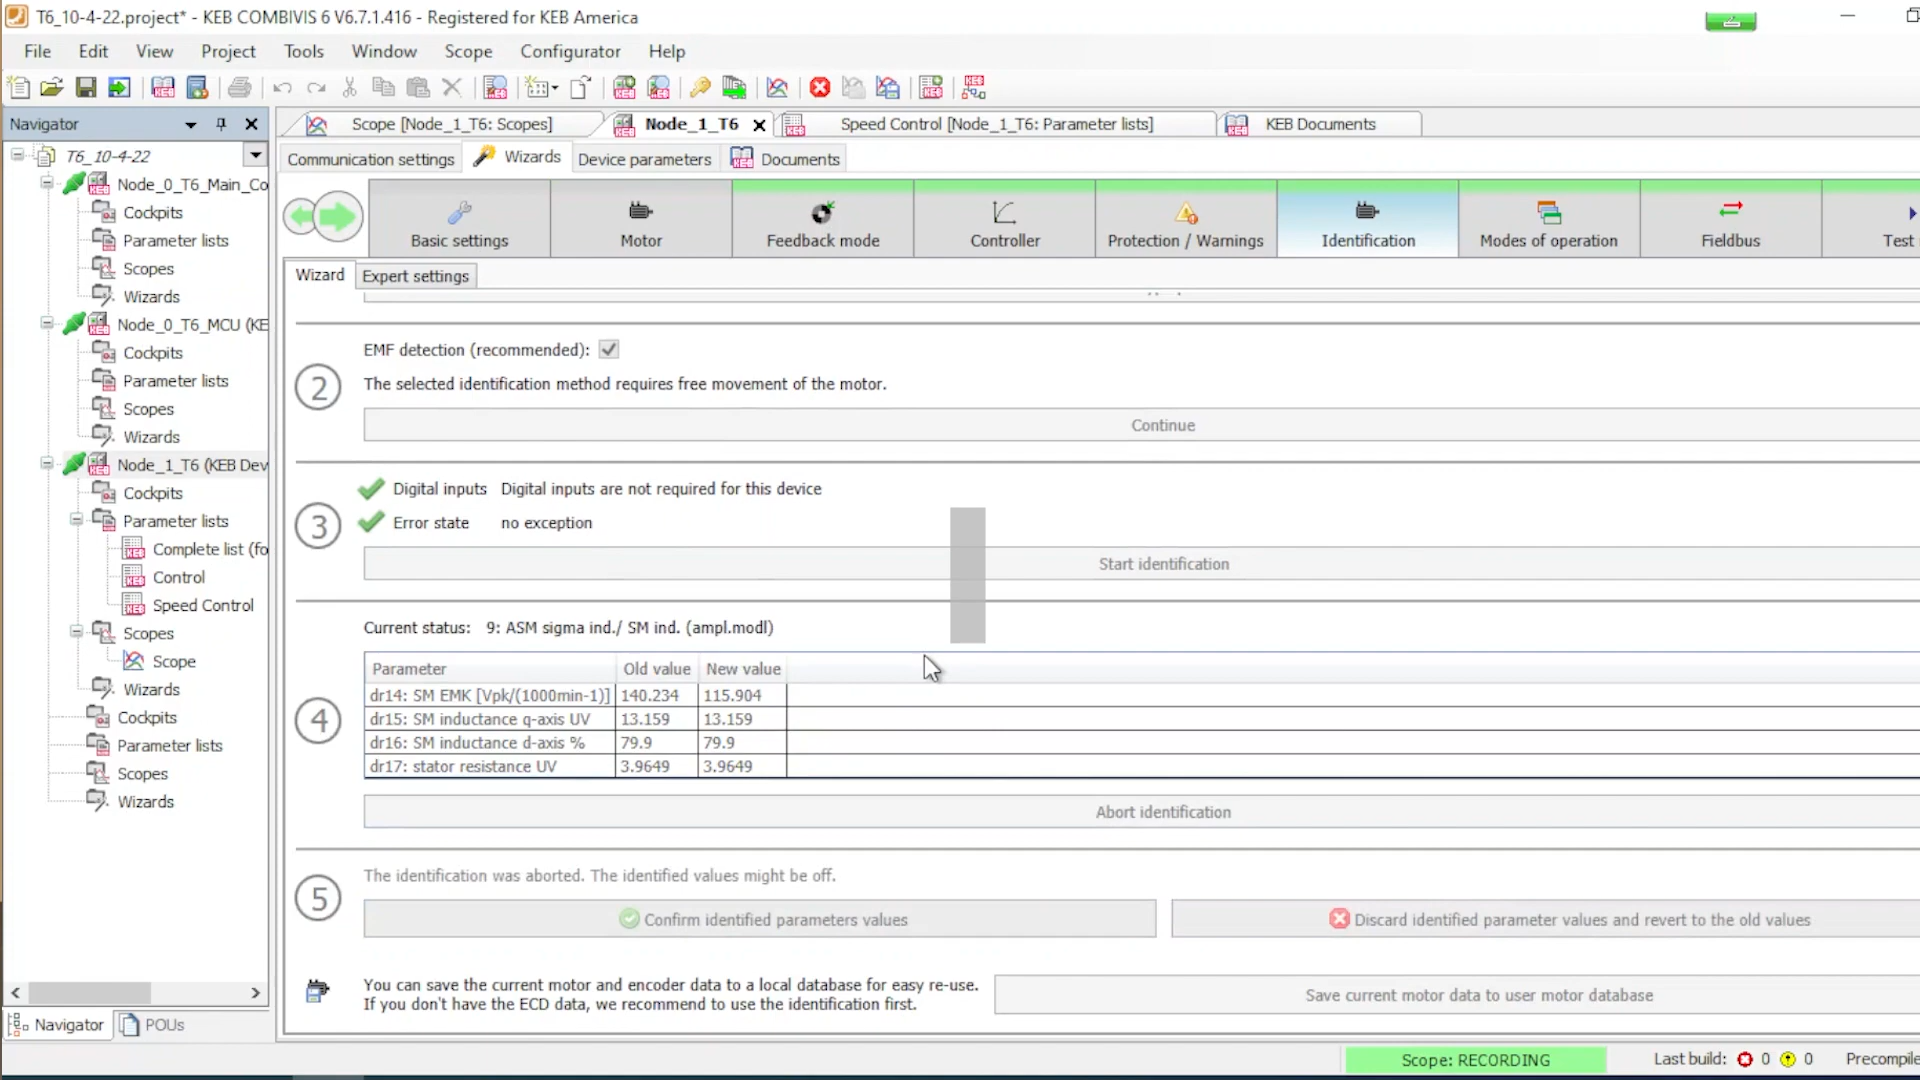 T6_10-4-22.project* - KEB COMBIVIS 6 V6.7.1.416 - Registered for KEB America
File Edit View Project Tools Window Scope Configurator Help
Navigator
Scope [Node_1_T6: Scopes] Node_1_T6 Speed Control [Node_1_T6: Parameter lists] KEB Documents
Communication settings Wizards Device parameters Documents
Basic settings Motor Feedback mode Controller Protection / Warnings Identification Modes of operation Fieldbus Test
Wizard Expert settings
T6_10-4-22
Node_0_T6_Main_Co
Cockpits
Parameter lists
Scopes
Wizards
Node_0_T6_MCU (KE
Cockpits
Parameter lists
Scopes
Wizards
Node_1_T6 (KEB Dev
Cockpits
Parameter lists
Complete list (fo
Control
Speed Control
Scopes
Scope
Wizards
Cockpits
Parameter lists
Scopes
Wizards
Navigator POUs
2
EMF detection (recommended):
The selected identification method requires free movement of the motor.
Continue
3
Digital inputs Digital inputs are not required for this device
Error state no exception
Start identification
4
Current status: 9: ASM sigma ind./ SM ind. (ampl.modl)
Parameter Old value New value
dr14: SM EMK [Vpk/(1000min-1)] 140.234 115.904
dr15: SM inductance q-axis UV 13.159 13.159
dr16: SM inductance d-axis % 79.9 79.9
dr17: stator resistance UV 3.9649 3.9649
Abort identification
5
The identification was aborted. The identified values might be off.
Confirm identified parameters values Discard identified parameter values and revert to the old values
You can save the current motor and encoder data to a local database for easy re-use.
If you don't have the ECD data, we recommend to use the identification first.
Save current motor data to user motor database
Scope: RECORDING Last build: 0 0 Precompile